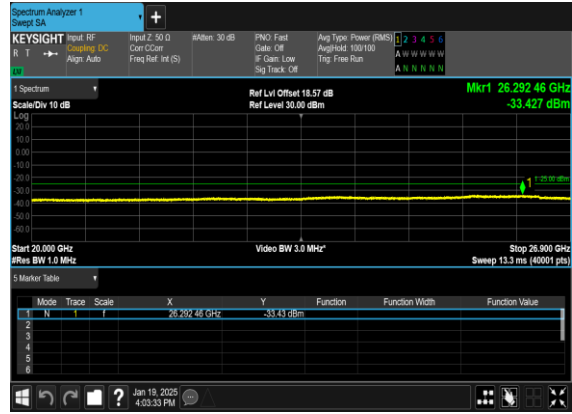 Spectrum Analyzer 1
Swept SA
KEYSIGHT Input: RF Input Z: 50 Ω #Atten: 30 dB PNO: Fast Avg Type: Power (RMS) 1 2 3 4 5 6
R T Coupling: DC Corr CCorr Gate: Off Avg|Hold: 100/100 A W W W W W
Align: Auto Freq Ref: Int (S) IF Gain: Low Trig: Free Run
Sig Track: Off A N N N N N
1 Spectrum Ref Lvl Offset 18.57 dB Mkr1 26.292 46 GHz
Scale/Div 10 dB Ref Level 30.00 dBm -33.427 dBm
Log
20.0
10.0
0.00
-10.0
-20.0
1 -25.00 dBm
-30.0
-40.0
-50.0
-60.0
Start 20.000 GHz Video BW 3.0 MHz* Stop 26.900 GHz
#Res BW 1.0 MHz Sweep 13.3 ms (40001 pts)
5 Marker Table
Mode Trace Scale X Y Function Function Width Function Value
1 N 1 f 26.292 46 GHz -33.43 dBm
2
3
4
5
6
Jan 19, 2025
4:03:33 PM